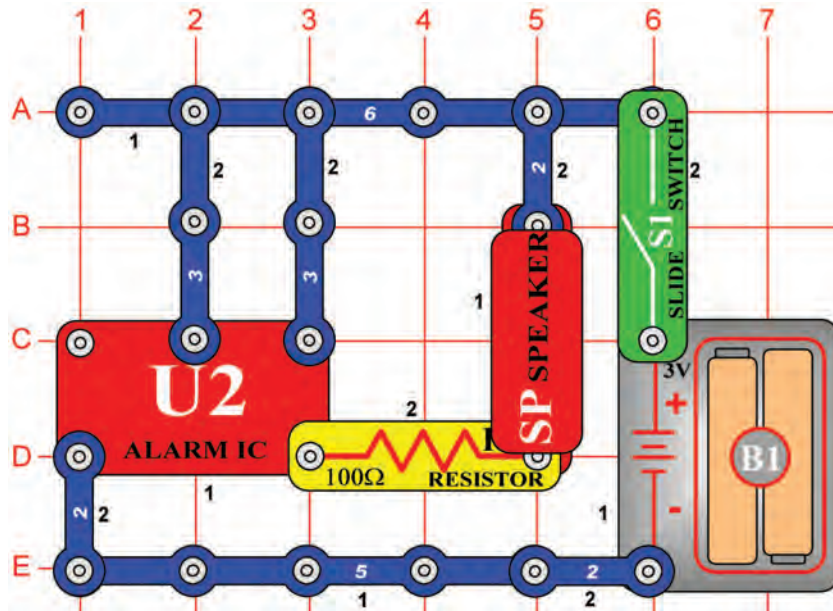 1 2 3 4 5 6 7
A
6
1
2 2 2 2 2
B
3 3
1
S1
SLIDE SWITCH
SP SPEAKER
C
U2
ALARM IC
3V
+
2
D
100Ω
RESISTOR
B1
1
2 2
1
-
E
5 2
1 2